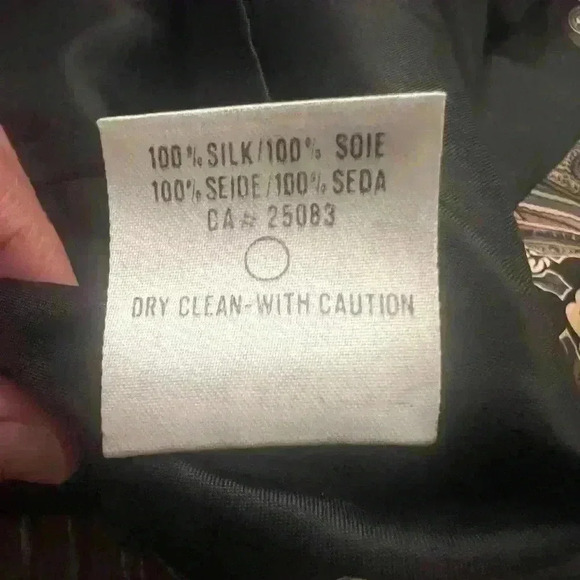 100% SILK/100% SOIE
100% SEIDE/100% SEDA
CA# 25083
DRY CLEAN-WITH CAUTION